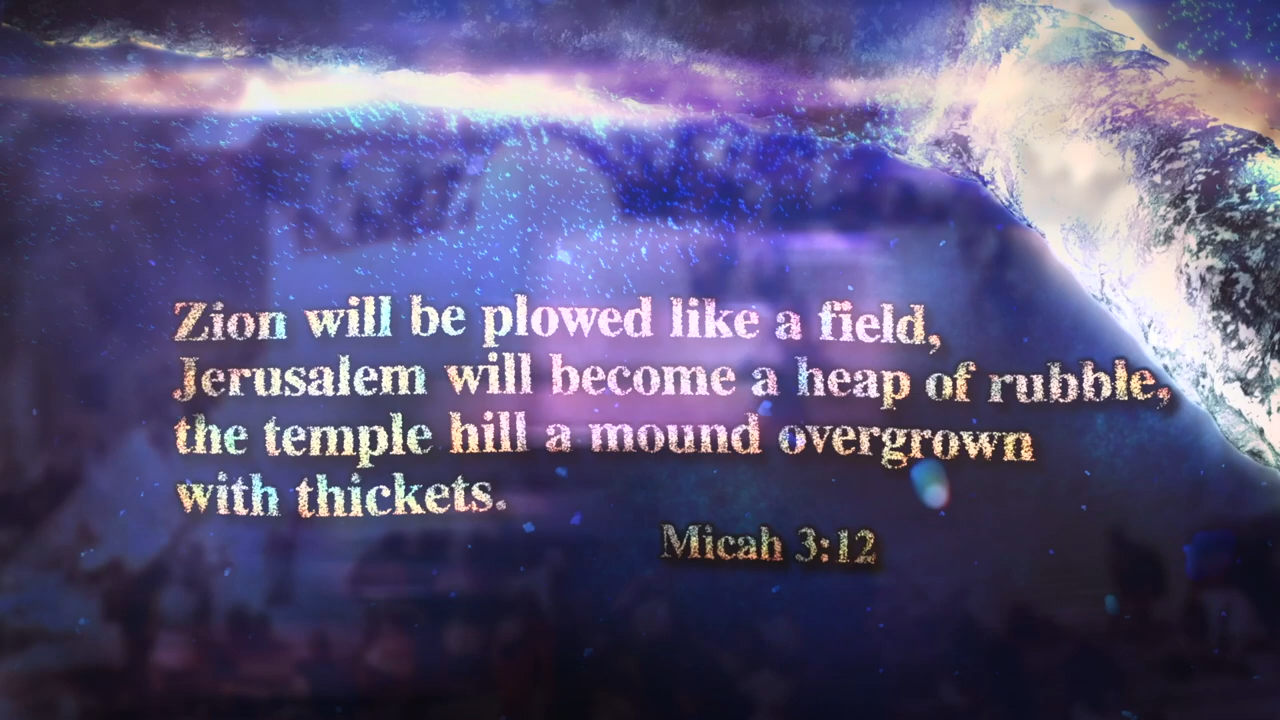 Zion will be plowed like a field,
Jerusalem will become a heap of rubble,
the temple hill a mound overgrown
with thickets.
Micah 3:12